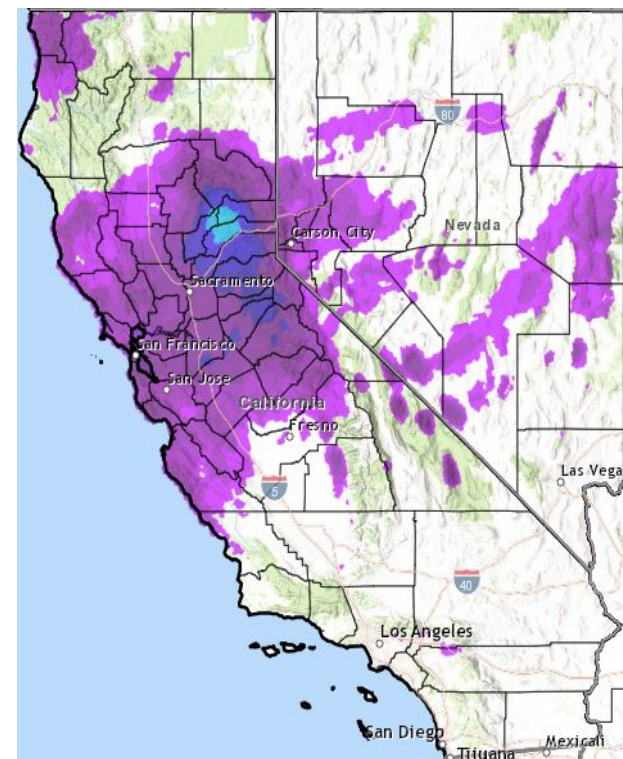 80
Nevada
Carson City
Sacramento
San Francisco
San Jose
California
Fresno
5
Las Vega
40
Los Angeles
San Diego
Tijuana
Mexicali